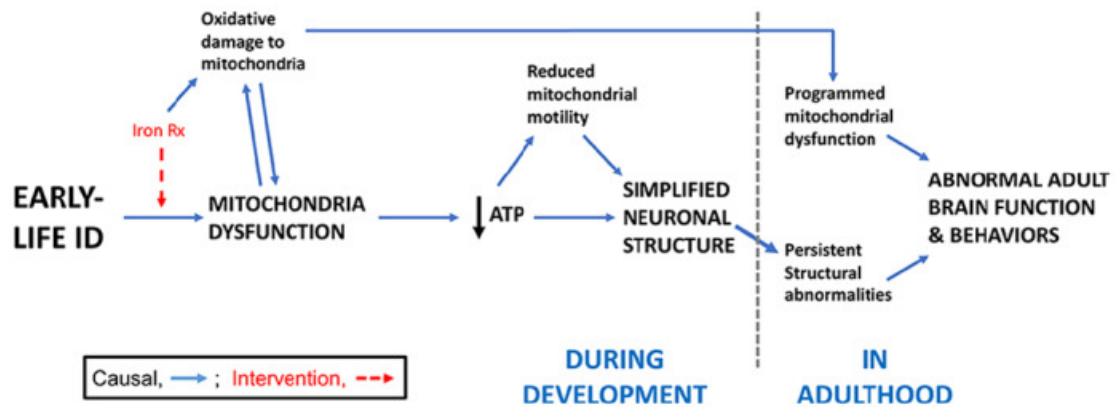 Oxidative
damage to
mitochondria
Iron Rx
EARLY-
LIFE ID
MITOCHONDRIA
DYSFUNCTION
ATP
Reduced
mitochondrial
motility
SIMPLIFIED
NEURONAL
STRUCTURE
Programmed
mitochondrial
dysfunction
Persistent
Structural
abnormalities
ABNORMAL ADULT
BRAIN FUNCTION
& BEHAVIORS
DURING
DEVELOPMENT
IN
ADULTHOOD
Causal, ; Intervention,